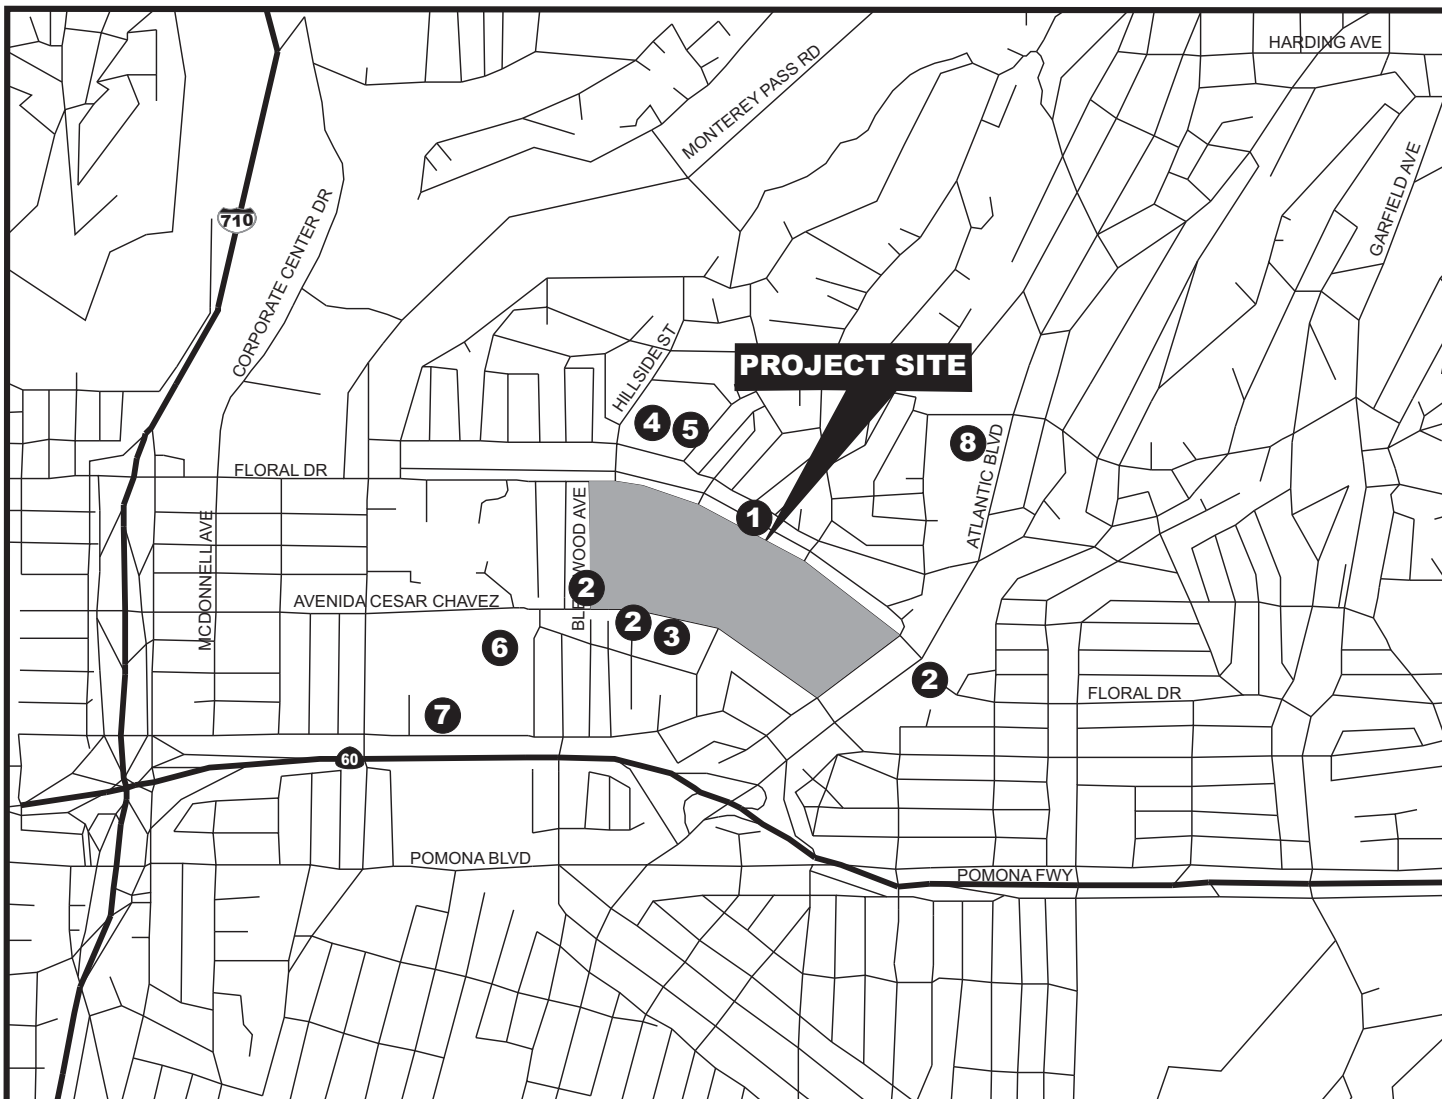 HARDING AVE
MONTEREY PASS RD
GARFIELD AVE
710
CORPORATE CENTER DR
HILLSIDE ST
PROJECT SITE
4
5
8
ATLANTIC BLVD
FLORAL DR
1
MCDONNELL AVE
WOOD AVE
2
AVENIDA CESAR CHAVEZ
2
3
6
2
FLORAL DR
7
60
POMONA BLVD
POMONA FWY